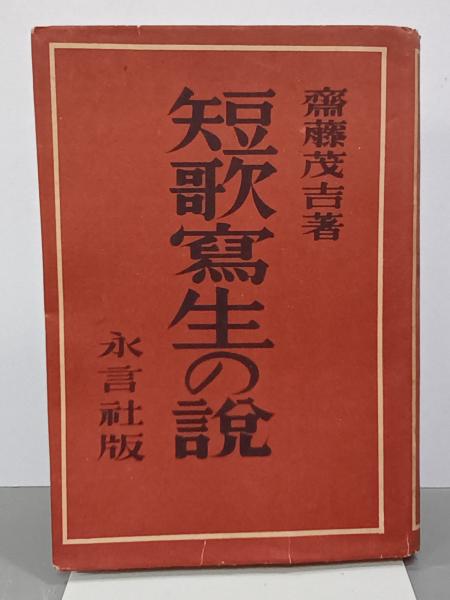 齋藤茂吉著
短歌寫生の說
永言社版